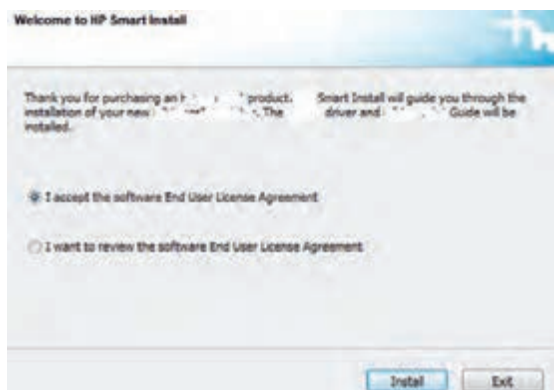 Welcome to HP Smart Install
Thank you for purchasing an product. Smart Install will guide you through the
installation of your new The driver and Guide will be
installed.
I accept the software End User License Agreement
I want to review the software End User License Agreement
Install Exit